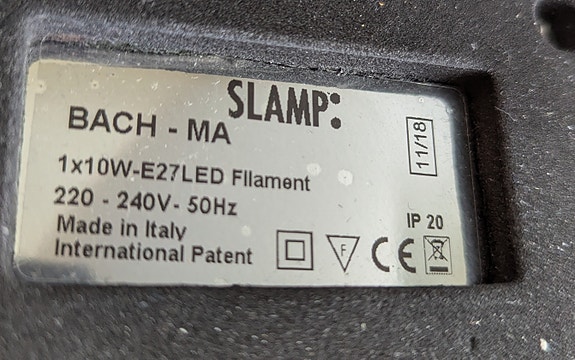 SLAMP:
BACH - MA
11/18
1x10W-E27LED Filament
220 - 240V- 50Hz
Made in Italy
IP 20
International Patent
F
CE